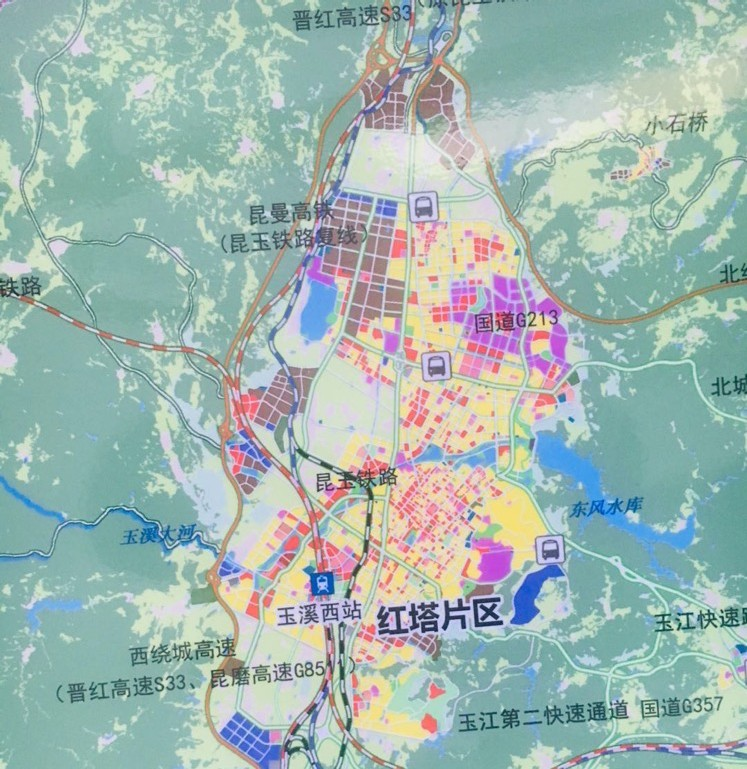 晋红高速S33
小石桥
昆曼高铁
（昆玉铁路复线）
铁路
国道G213
昆玉铁路
东风水库
玉溪大河
玉溪西站
红塔片区
玉江快速
西绕城高速
（晋红高速S33、昆磨高速G8511）
玉江第二快速通道 国道G357
北城